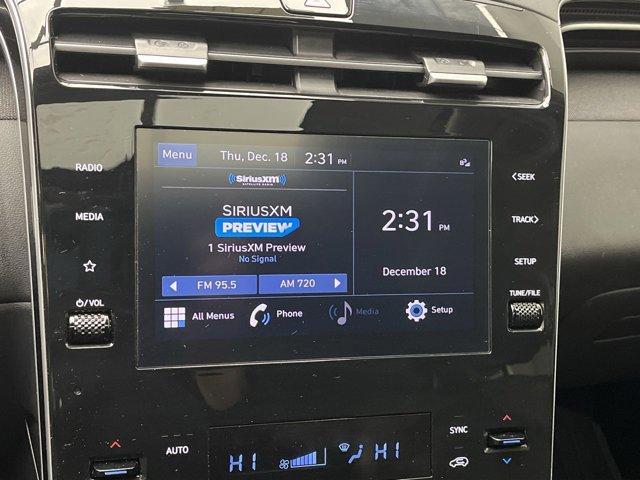 Menu Thu, Dec. 18 2:31 PM
SiriusXM
SATELLITE RADIO
SIRIUSXM
PREVIEW
1 SiriusXM Preview
No Signal
FM 95.5 AM 720
2:31 PM
December 18
All Menus Phone Media Setup
RADIO
MEDIA
/VOL
<SEEK
TRACK>
SETUP
TUNE/FILE
AUTO
HI
HI
SYNC